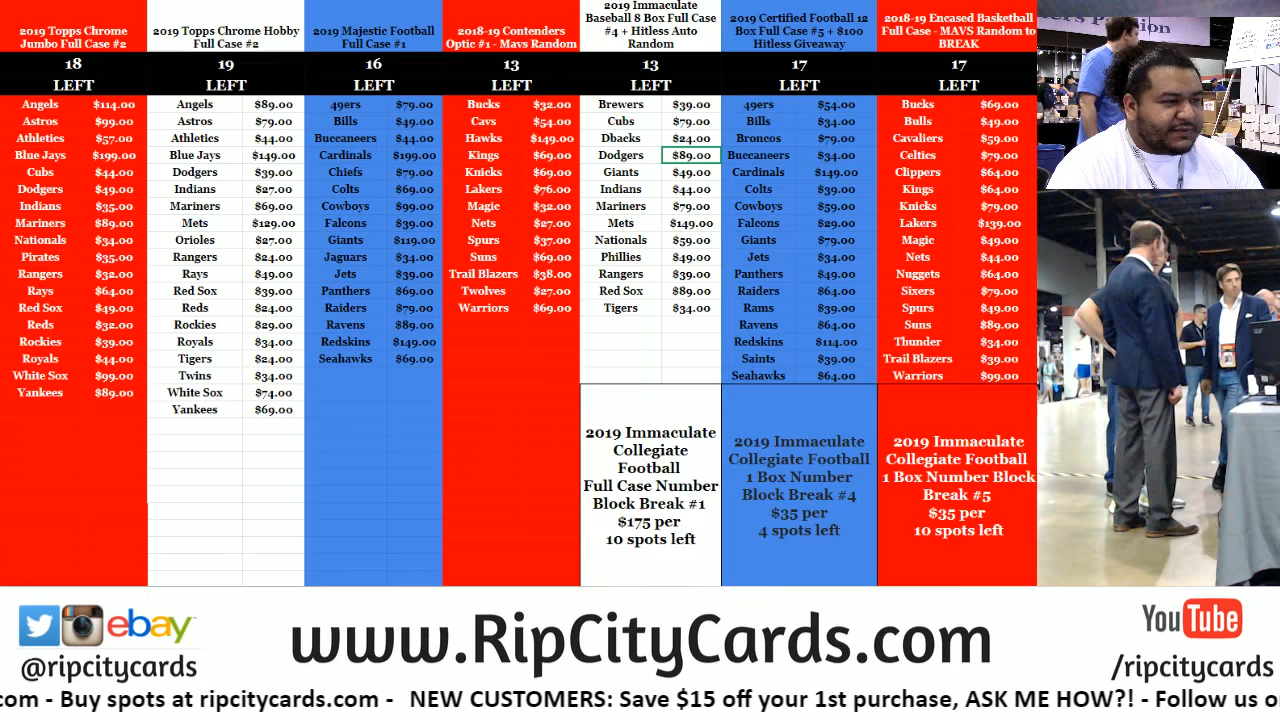 2019 Topps Chrome
Jumbo Full Case #2
18
LEFT
Angels $114.00
Astros $99.00
Athletics $57.00
Blue Jays $199.00
Cubs $44.00
Dodgers $49.00
Indians $35.00
Mariners $89.00
Nationals $34.00
Pirates $35.00
Rangers $32.00
Rays $64.00
Red Sox $49.00
Reds $32.00
Rockies $39.00
Royals $44.00
White Sox $99.00
Yankees $89.00
2019 Topps Chrome Hobby
Full Case #2
19
LEFT
Angels $89.00
Astros $79.00
Athletics $44.00
Blue Jays $149.00
Dodgers $39.00
Indians $27.00
Mariners $69.00
Mets $129.00
Orioles $27.00
Rangers $24.00
Rays $49.00
Red Sox $39.00
Reds $24.00
Rockies $29.00
Royals $34.00
Tigers $24.00
Twins $34.00
White Sox $74.00
Yankees $69.00
2019 Majestic Football
Full Case #1
16
LEFT
49ers $79.00
Bills $49.00
Buccaneers $44.00
Cardinals $199.00
Chiefs $79.00
Colts $69.00
Cowboys $99.00
Falcons $39.00
Giants $119.00
Jaguars $34.00
Jets $39.00
Panthers $69.00
Raiders $79.00
Ravens $89.00
Redskins $149.00
Seahawks $69.00
2018-19 Contenders
Optic #1 - Mavs Random
13
LEFT
Bucks $32.00
Cavs $54.00
Hawks $149.00
Kings $69.00
Knicks $69.00
Lakers $76.00
Magic $32.00
Nets $27.00
Spurs $37.00
Suns $69.00
Trail Blazers $38.00
Twolves $27.00
Warriors $69.00
2019 Immaculate
Baseball 8 Box Full Case
#4 + Hitless Auto
Random
13
LEFT
Brewers $39.00
Cubs $79.00
Dbacks $24.00
Dodgers $89.00
Giants $49.00
Indians $44.00
Mariners $79.00
Mets $149.00
Nationals $59.00
Phillies $49.00
Rangers $39.00
Red Sox $89.00
Tigers $34.00
2019 Immaculate
Collegiate
Football
Full Case Number
Block Break #1
$175 per
10 spots left
2019 Certified Football 12
Box Full Case #5 + $100
Hitless Giveaway
17
LEFT
49ers $54.00
Bills $34.00
Broncos $79.00
Buccaneers $34.00
Cardinals $149.00
Colts $39.00
Cowboys $59.00
Falcons $29.00
Giants $79.00
Jets $34.00
Panthers $49.00
Raiders $64.00
Rams $39.00
Ravens $64.00
Redskins $114.00
Saints $39.00
Seahawks $64.00
2019 Immaculate
Collegiate Football
1 Box Number
Block Break #4
$35 per
4 spots left
2018-19 Encased Basketball
Full Case - MAVS Random to
BREAK
17
LEFT
Bucks $69.00
Bulls $49.00
Cavaliers $59.00
Celtics $79.00
Clippers $64.00
Kings $64.00
Knicks $79.00
Lakers $139.00
Magic $49.00
Nets $44.00
Nuggets $64.00
Sixers $79.00
Spurs $49.00
Suns $89.00
Thunder $34.00
Trail Blazers $39.00
Warriors $99.00
2019 Immaculate
Collegiate Football
1 Box Number Block
Break #5
$35 per
10 spots left
ebay
@ripcitycards
www.RipCityCards.com
YouTube
/ripcitycards
com - Buy spots at ripcitycards.com - NEW CUSTOMERS: Save $15 off your 1st purchase, ASK ME HOW?! - Follow us o